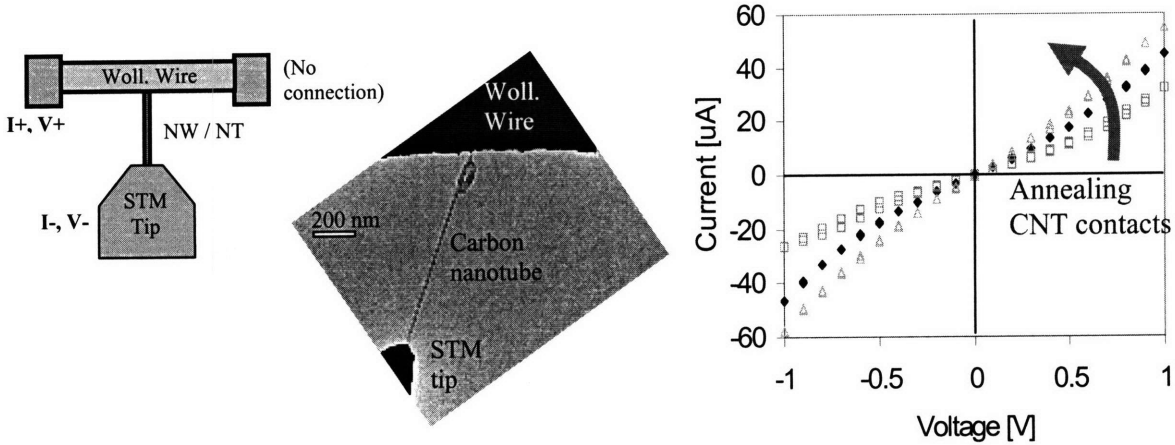 Woll. Wire
(No
connection)
I+, V+
NW / NT
I-, V-
STM
Tip
Woll.
Wire
200 nm
Carbon
nanotube
STM
tip
Current [uA]
60
40
20
0
-20
-40
-60
Annealing
CNT contacts
-1
-0.5
0
0.5
1
Voltage [V]